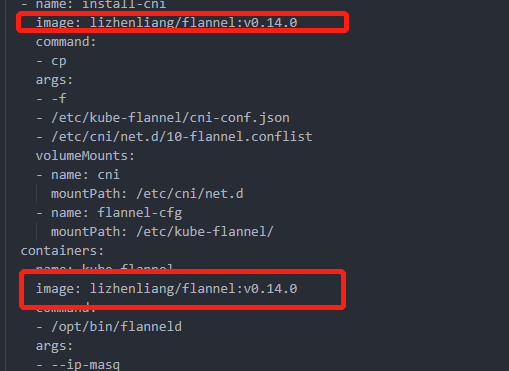 - name: install-cni
image: lizhenliang/flannel:v0.14.0
command:
- cp
args:
- -f
- /etc/kube-flannel/cni-conf.json
- /etc/cni/net.d/10-flannel.conflist
volumeMounts:
- name: cni
mountPath: /etc/cni/net.d
- name: flannel-cfg
mountPath: /etc/kube-flannel/
containers:
- name: kube-flannel
image: lizhenliang/flannel:v0.14.0
command:
- /opt/bin/flanneld
args:
- --ip-masq